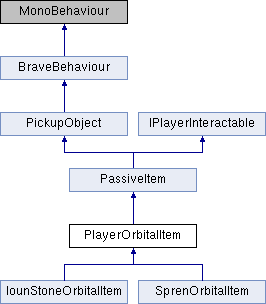 MonoBehaviour
BraveBehaviour
PickupObject
IPlayerInteractable
PassiveItem
PlayerOrbitalItem
IounStoneOrbitalItem
SprenOrbitalItem